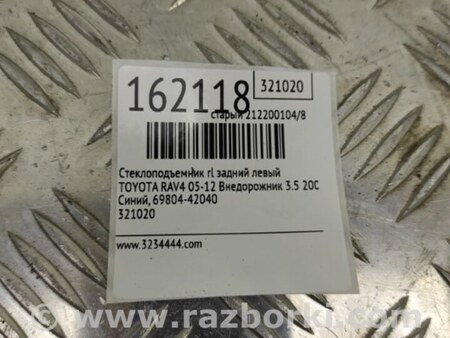 162118
321020
старый 212200104/8
Стеклоподъемник rl задний левый
TOYOTA RAV4 05-12 Внедорожник 3.5 20С
Синий, 69804-42040
321020
www.3234444.com
© www.razborki.com